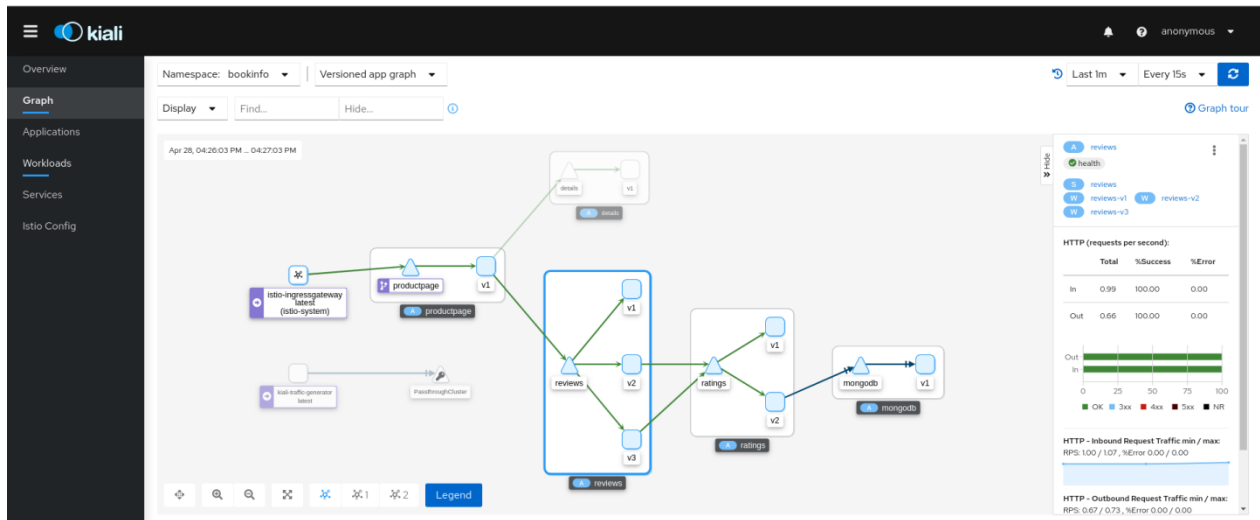 kiali
anonymous
Overview
Graph
Applications
Workloads
Services
Istio Config
Namespace: bookinfo
Versioned app graph
Last 1m
Every 15s
Display
Find...
Hide...
Graph tour
Apr 28, 04:26:03 PM ... 04:27:03 PM
Hide
details
v1
A details
productpage
v1
A productpage
istio-ingressgateway
latest
(istio-system)
v1
reviews
v2
v3
A reviews
v1
ratings
v2
A ratings
mongodb
v1
A mongodb
kiali-traffic-generator
latest
PassthroughCluster
1
2
Legend
A reviews
health
S reviews
W reviews-v1 W reviews-v2
W reviews-v3
HTTP (requests per second):
Total %Success %Error
In 0.99 100.00 0.00
Out 0.66 100.00 0.00
Out
In
0 25 50 75 100
OK 3xx 4xx 5xx NR
HTTP - Inbound Request Traffic min / max:
RPS: 1.00 / 1.07 , %Error 0.00 / 0.00
HTTP - Outbound Request Traffic min / max:
RPS: 0.67 / 0.73 , %Error 0.00 / 0.00